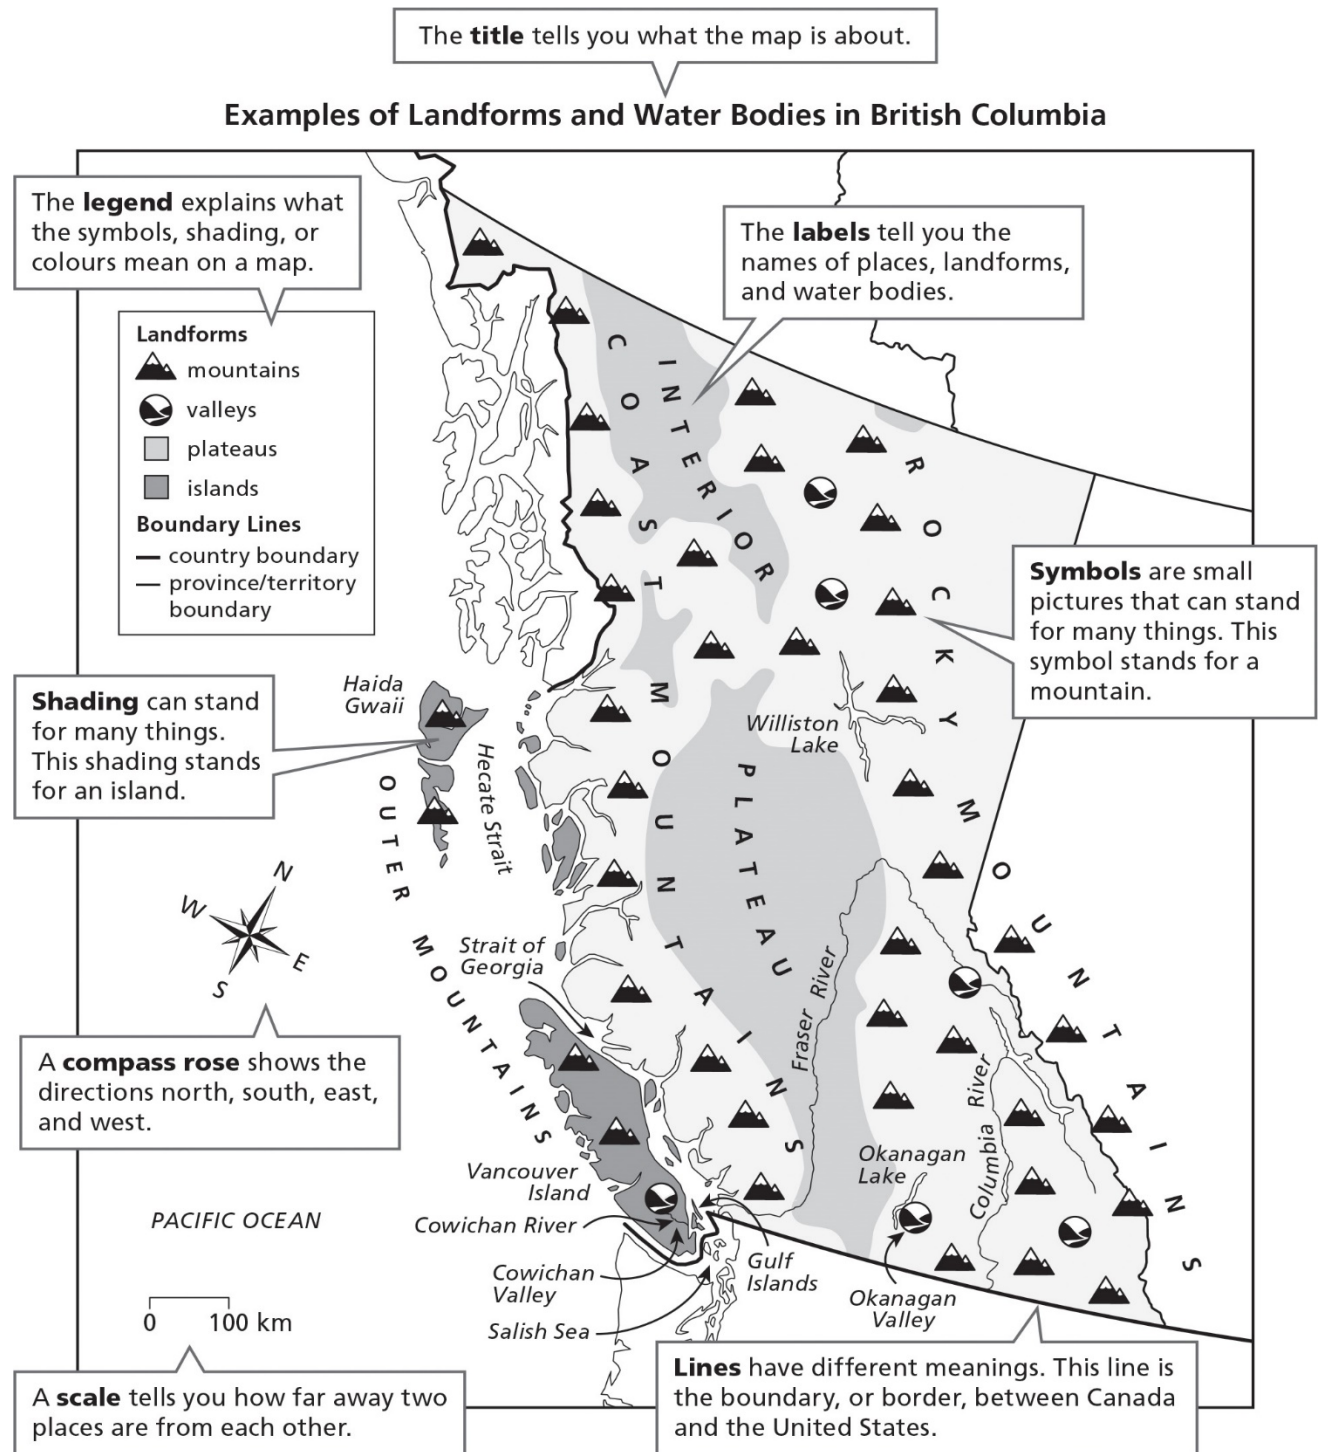 The title tells you what the map is about.
Examples of Landforms and Water Bodies in British Columbia
The legend explains what
the symbols, shading, or
colours mean on a map.
The labels tell you the
names of places, landforms,
and water bodies.
Landforms
mountains
valleys
plateaus
islands
Boundary Lines
country boundary
province/territory
boundary
COAST MOUNTAINS
INTERIOR PLATEAU
ROCKY MOUNTAINS
Symbols are small
pictures that can stand
for many things. This
symbol stands for a
mountain.
Shading can stand
for many things.
This shading stands
for an island.
Haida
Gwaii
Hecate Strait
OUTER MOUNTAINS
Williston
Lake
N
W
E
S
Strait of
Georgia
Fraser River
A compass rose shows the
directions north, south, east,
and west.
Columbia River
Okanagan
Lake
Vancouver
Island
Cowichan River
PACIFIC OCEAN
Cowichan
Valley
Gulf
Islands
Salish Sea
Okanagan
Valley
0 100 km
A scale tells you how far away two
places are from each other.
Lines have different meanings. This line is
the boundary, or border, between Canada
and the United States.